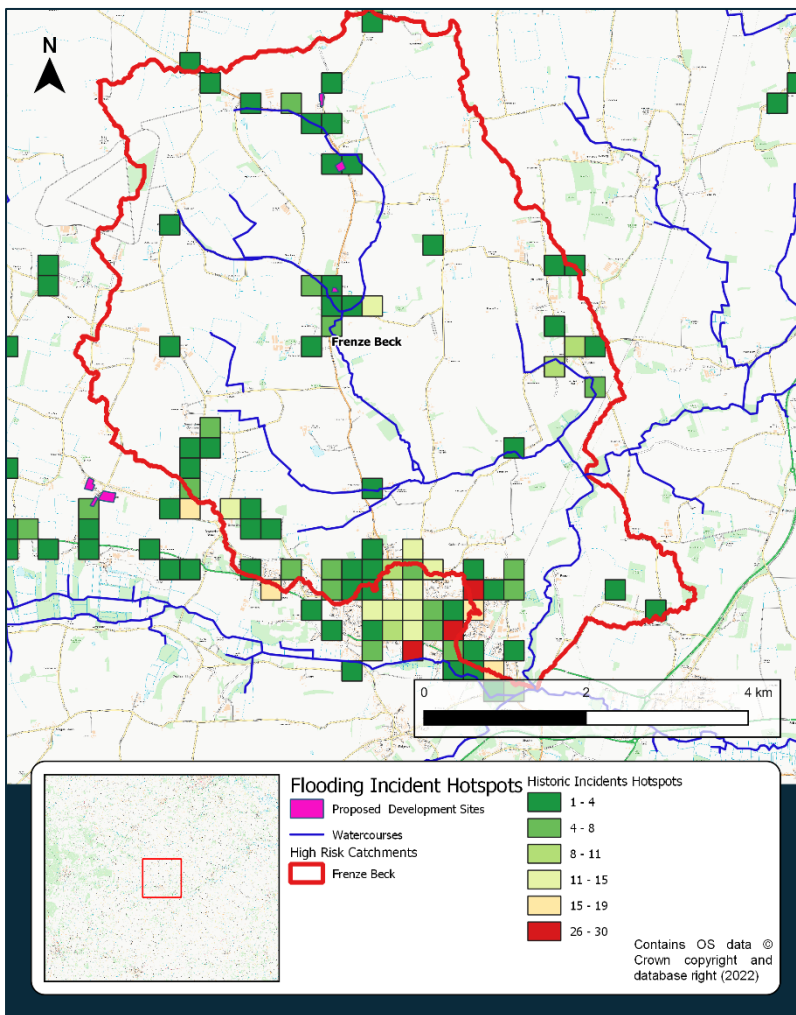 N
Frenze Beck
0 2 4 km
Flooding Incident Hotspots
Proposed Development Sites
Watercourses
High Risk Catchments
Frenze Beck
Historic Incidents Hotspots
1 - 4
4 - 8
8 - 11
11 - 15
15 - 19
26 - 30
Contains OS data ©
Crown copyright and
database right (2022)